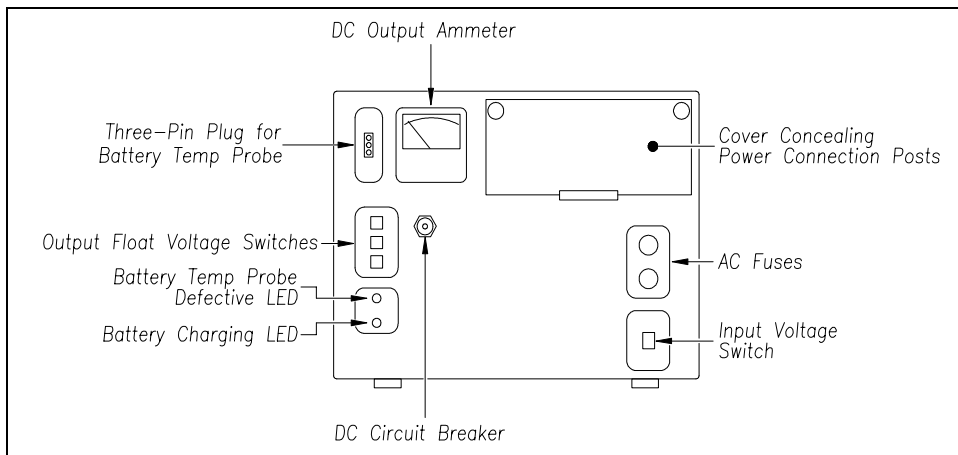 DC Output Ammeter
Three-Pin Plug for
Battery Temp Probe
Cover Concealing
Power Connection Posts
Output Float Voltage Switches
Battery Temp Probe
Defective LED
Battery Charging LED
AC Fuses
Input Voltage
Switch
DC Circuit Breaker